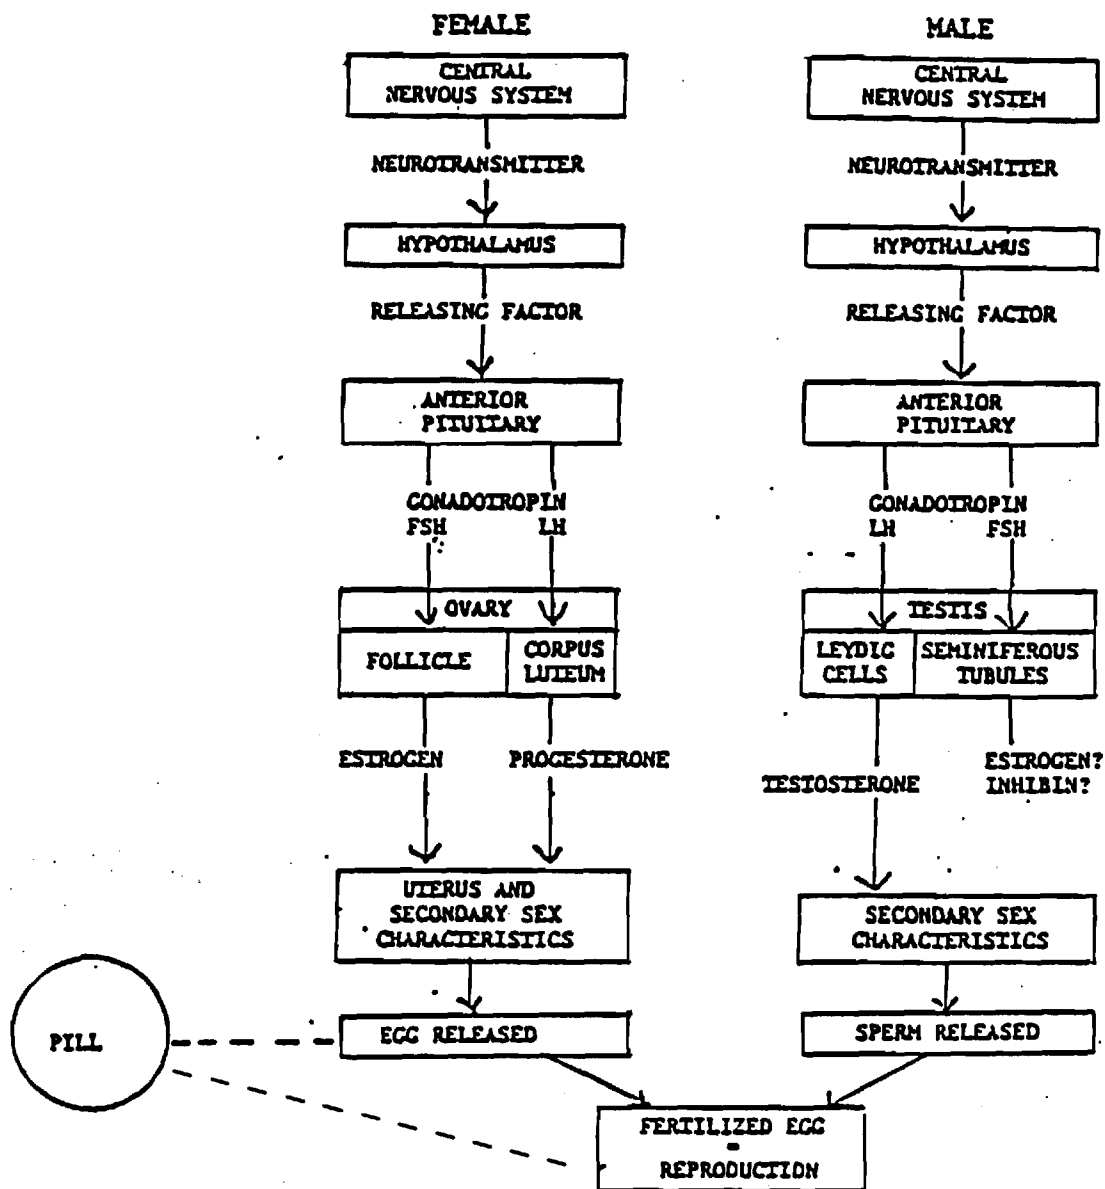 FEMALE
CENTRAL
NERVOUS SYSTEM
NEUROTRANSMITTER
HYPOTHALAMUS
RELEASING FACTOR
ANTERIOR
PITUITARY
GONADOTROPIN
FSH LH
OVARY
FOLLICLE
CORPUS
LUTEUM
ESTROGEN
PROGESTERONE
UTERUS AND
SECONDARY SEX
CHARACTERISTICS
EGG RELEASED
PILL
MALE
CENTRAL
NERVOUS SYSTEM
NEUROTRANSMITTER
HYPOTHALAMUS
RELEASING FACTOR
ANTERIOR
PITUITARY
GONADOTROPIN
LH FSH
TESTIS
LEYDIC
CELLS
SEMINIFEROUS
TUBULES
TESTOSTERONE
ESTROGEN?
INHIBIN?
SECONDARY SEX
CHARACTERISTICS
SPERM RELEASED
FERTILIZED EGG
=
REPRODUCTION